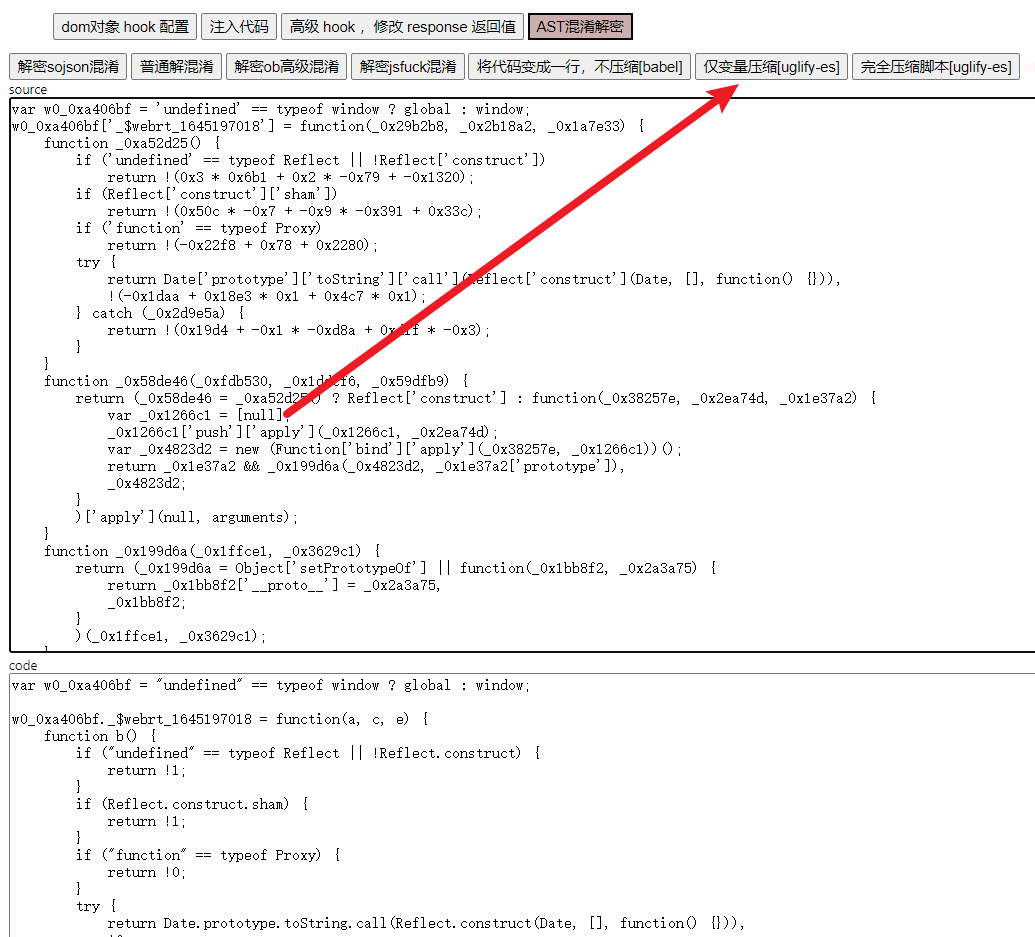 dom对象 hook 配置 注入代码 高级 hook ，修改 response 返回值 AST混淆解密
解密sojson混淆 普通解混淆 解密ob高级混淆 解密jsfuck混淆 将代码变成一行，不压缩[babel] 仅变量压缩[uglify-es] 完全压缩脚本[uglify-es]
source
var w0_0xa406bf = 'undefined' == typeof window ? global : window;
w0_0xa406bf['_$webrt_1645197018'] = function(_0x29b2b8, _0x2b18a2, _0x1a7e33) {
function _0xa52d25() {
if ('undefined' == typeof Reflect || !Reflect['construct'])
return !(0x3 * 0x6b1 + 0x2 * -0x79 + -0x1320);
if (Reflect['construct']['sham'])
return !(0x50c * -0x7 + -0x9 * -0x391 + 0x33c);
if ('function' == typeof Proxy)
return !(-0x22f8 + 0x78 + 0x2280);
try {
return Date['prototype']['toString']['call'](Reflect['construct'](Date, [], function() {})),
!(-0x1daa + 0x18e3 * 0x1 + 0x4c7 * 0x1);
} catch (_0x2d9e5a) {
return !(0x19d4 + -0x1 * -0xd8a + * -0x3);
}
}
function _0x58de46(_0xfdb530, _0x59dfb9) {
return (_0x58de46 = _0xa52d25() ? Reflect['construct'] : function(_0x38257e, _0x2ea74d, _0x1e37a2) {
var _0x1266c1 = [null];
_0x1266c1['push']['apply'](_0x1266c1, _0x2ea74d);
var _0x4823d2 = new (Function['bind']['apply'](_0x38257e, _0x1266c1))();
return _0x1e37a2 && _0x199d6a(_0x4823d2, _0x1e37a2['prototype']),
_0x4823d2;
}
)['apply'](null, arguments);
}
function _0x199d6a(_0x1ffce1, _0x3629c1) {
return (_0x199d6a = Object['setPrototypeOf'] || function(_0x1bb8f2, _0x2a3a75) {
return _0x1bb8f2['__proto__'] = _0x2a3a75,
_0x1bb8f2;
}
)(_0x1ffce1, _0x3629c1);
code
var w0_0xa406bf = "undefined" == typeof window ? global : window;
w0_0xa406bf._$webrt_1645197018 = function(a, c, e) {
function b() {
if ("undefined" == typeof Reflect || !Reflect.construct) {
return !1;
}
if (Reflect.construct.sham) {
return !1;
}
if ("function" == typeof Proxy) {
return !0;
}
try {
return Date.prototype.toString.call(Reflect.construct(Date, [], function() {})),